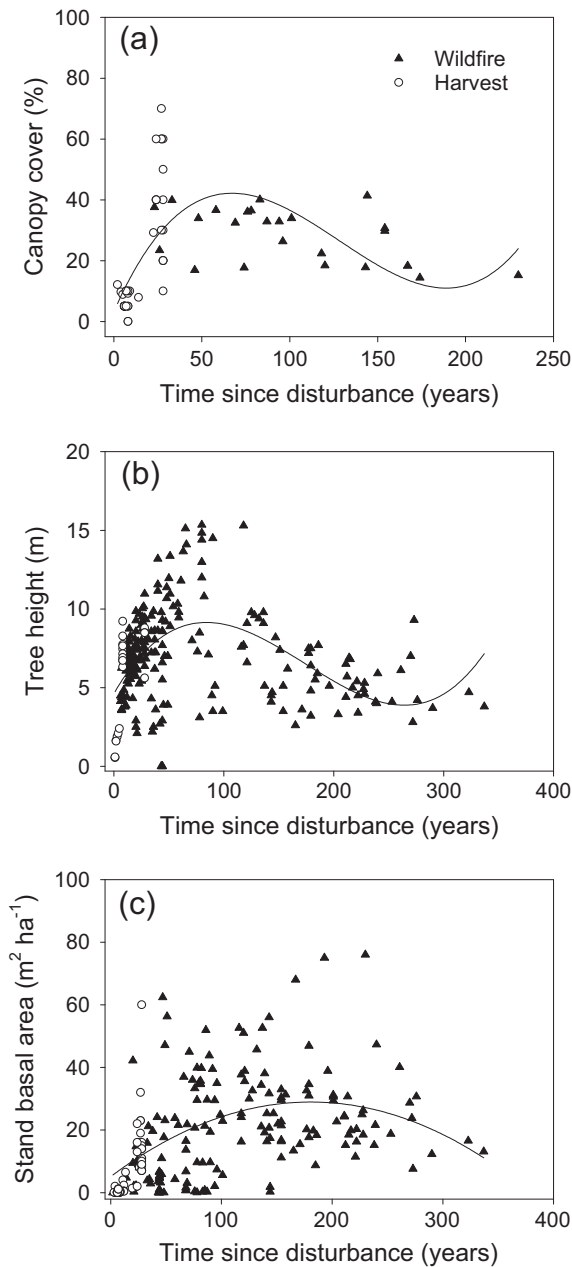 (a)
Wildfire
Harvest
Canopy cover (%)
100
80
60
40
20
0
0 50 100 150 200 250
Time since disturbance (years)
(b)
Tree height (m)
20
15
10
5
0
0 100 200 300 400
Time since disturbance (years)
(c)
Stand basal area (m² ha⁻¹)
100
80
60
40
20
0
0 100 200 300 400
Time since disturbance (years)